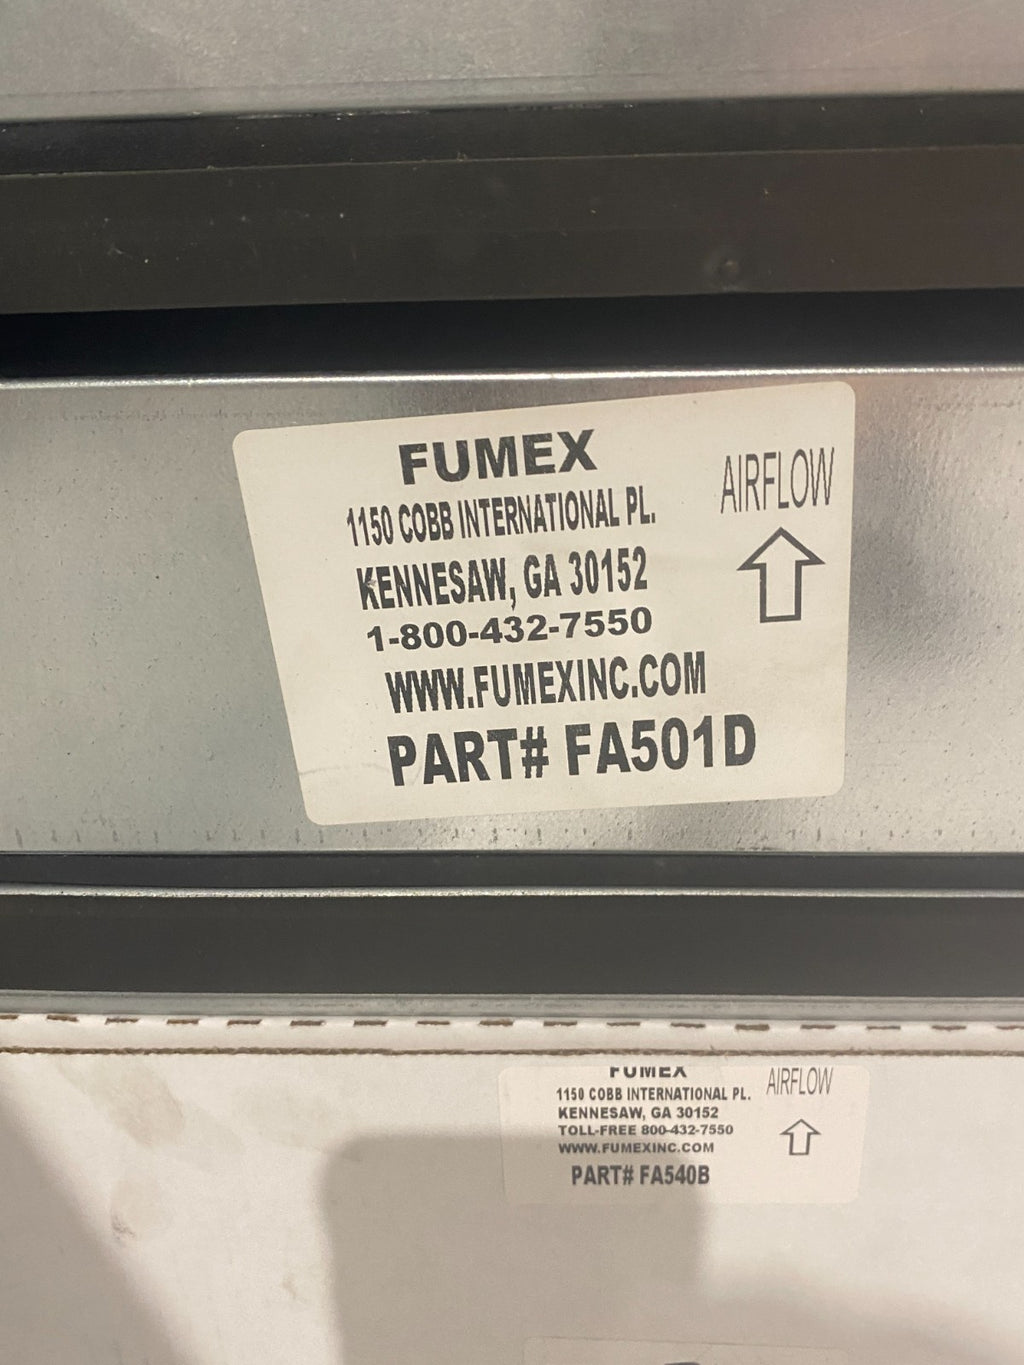 FUMEX
1150 COBB INTERNATIONAL PL.
KENNESAW, GA 30152
1-800-432-7550
WWW.FUMEXINC.COM
PART# FA501D
AIRFLOW
FUMEX
1150 COBB INTERNATIONAL PL.
KENNESAW, GA 30152
TOLL-FREE 800-432-7550
WWW.FUMEXINC.COM
PART# FA540B
AIRFLOW